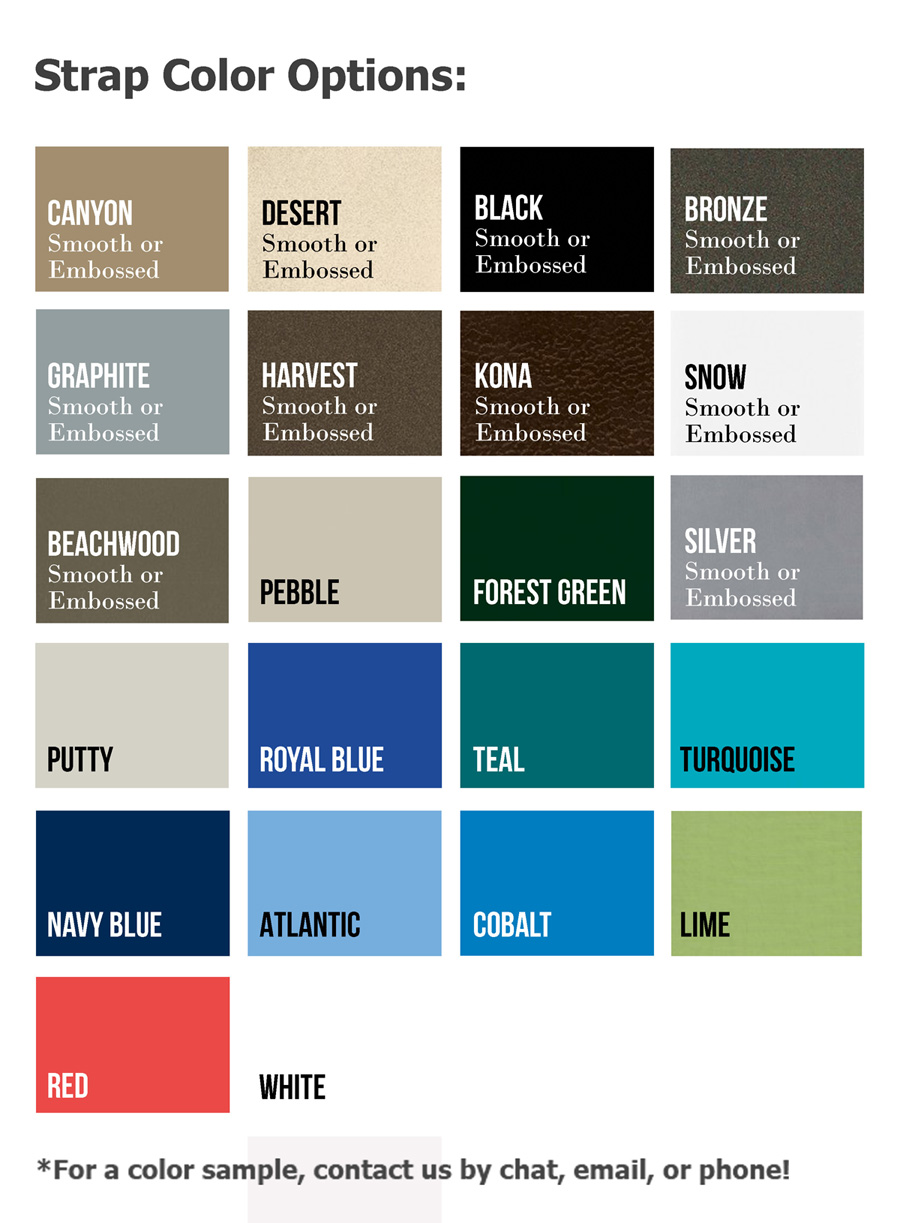 Strap Color Options:
CANYON
Smooth or
Embossed
DESERT
Smooth or
Embossed
BLACK
Smooth or
Embossed
BRONZE
Smooth or
Embossed
GRAPHITE
Smooth or
Embossed
HARVEST
Smooth or
Embossed
KONA
Smooth or
Embossed
SNOW
Smooth or
Embossed
BEACHWOOD
Smooth or
Embossed
PEBBLE
FOREST GREEN
SILVER
Smooth or
Embossed
PUTTY
ROYAL BLUE
TEAL
TURQUOISE
NAVY BLUE
ATLANTIC
COBALT
LIME
RED
WHITE
*For a color sample, contact us by chat, email, or phone!